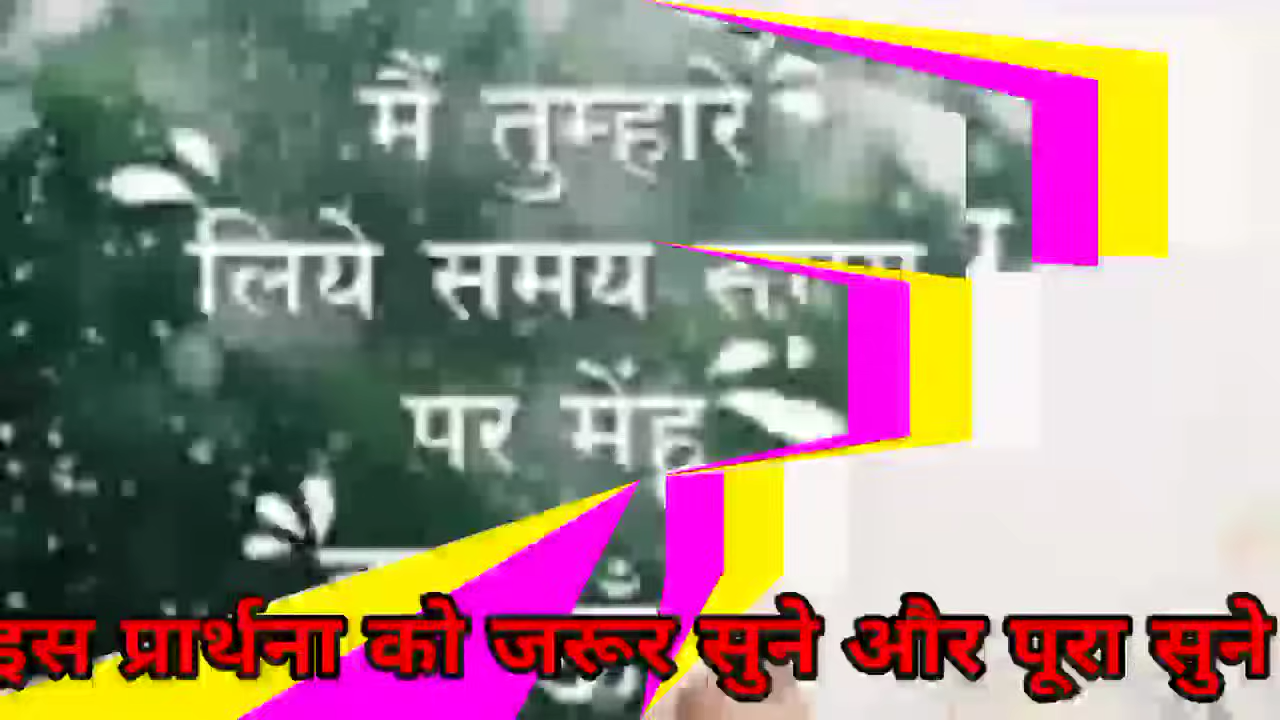 मैं तुम्हारे
लिये समय
पर
इस प्रार्थना को जरूर सुने और पूरा सुने